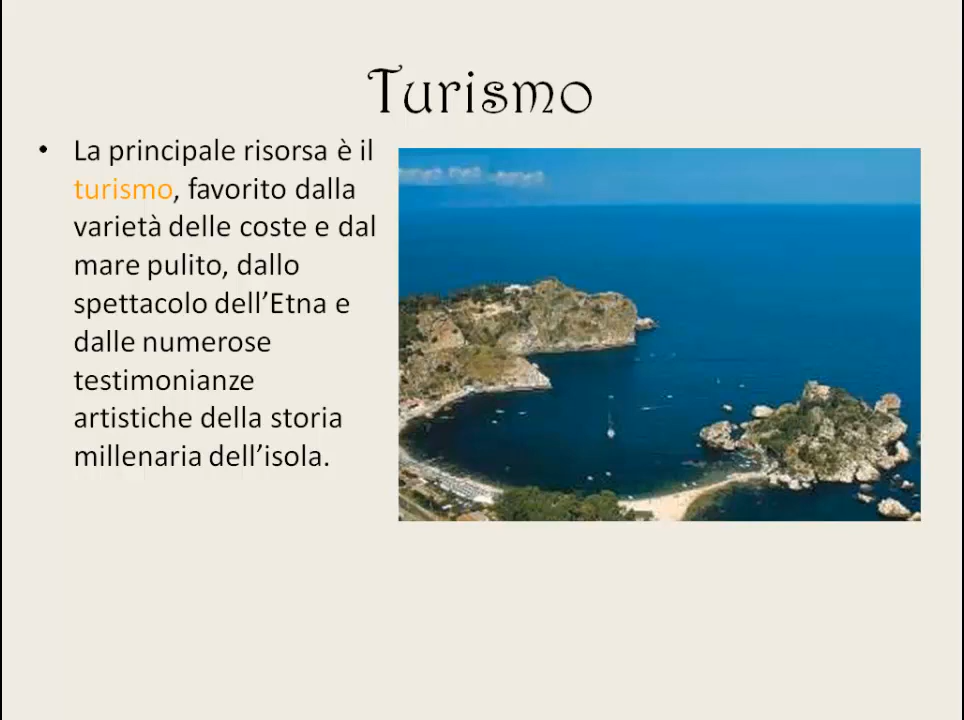 Turismo
• La principale risorsa è il
turismo, favorito dalla
varietà delle coste e dal
mare pulito, dallo
spettacolo dell’Etna e
dalle numerose
testimonianze
artistiche della storia
millenaria dell’isola.